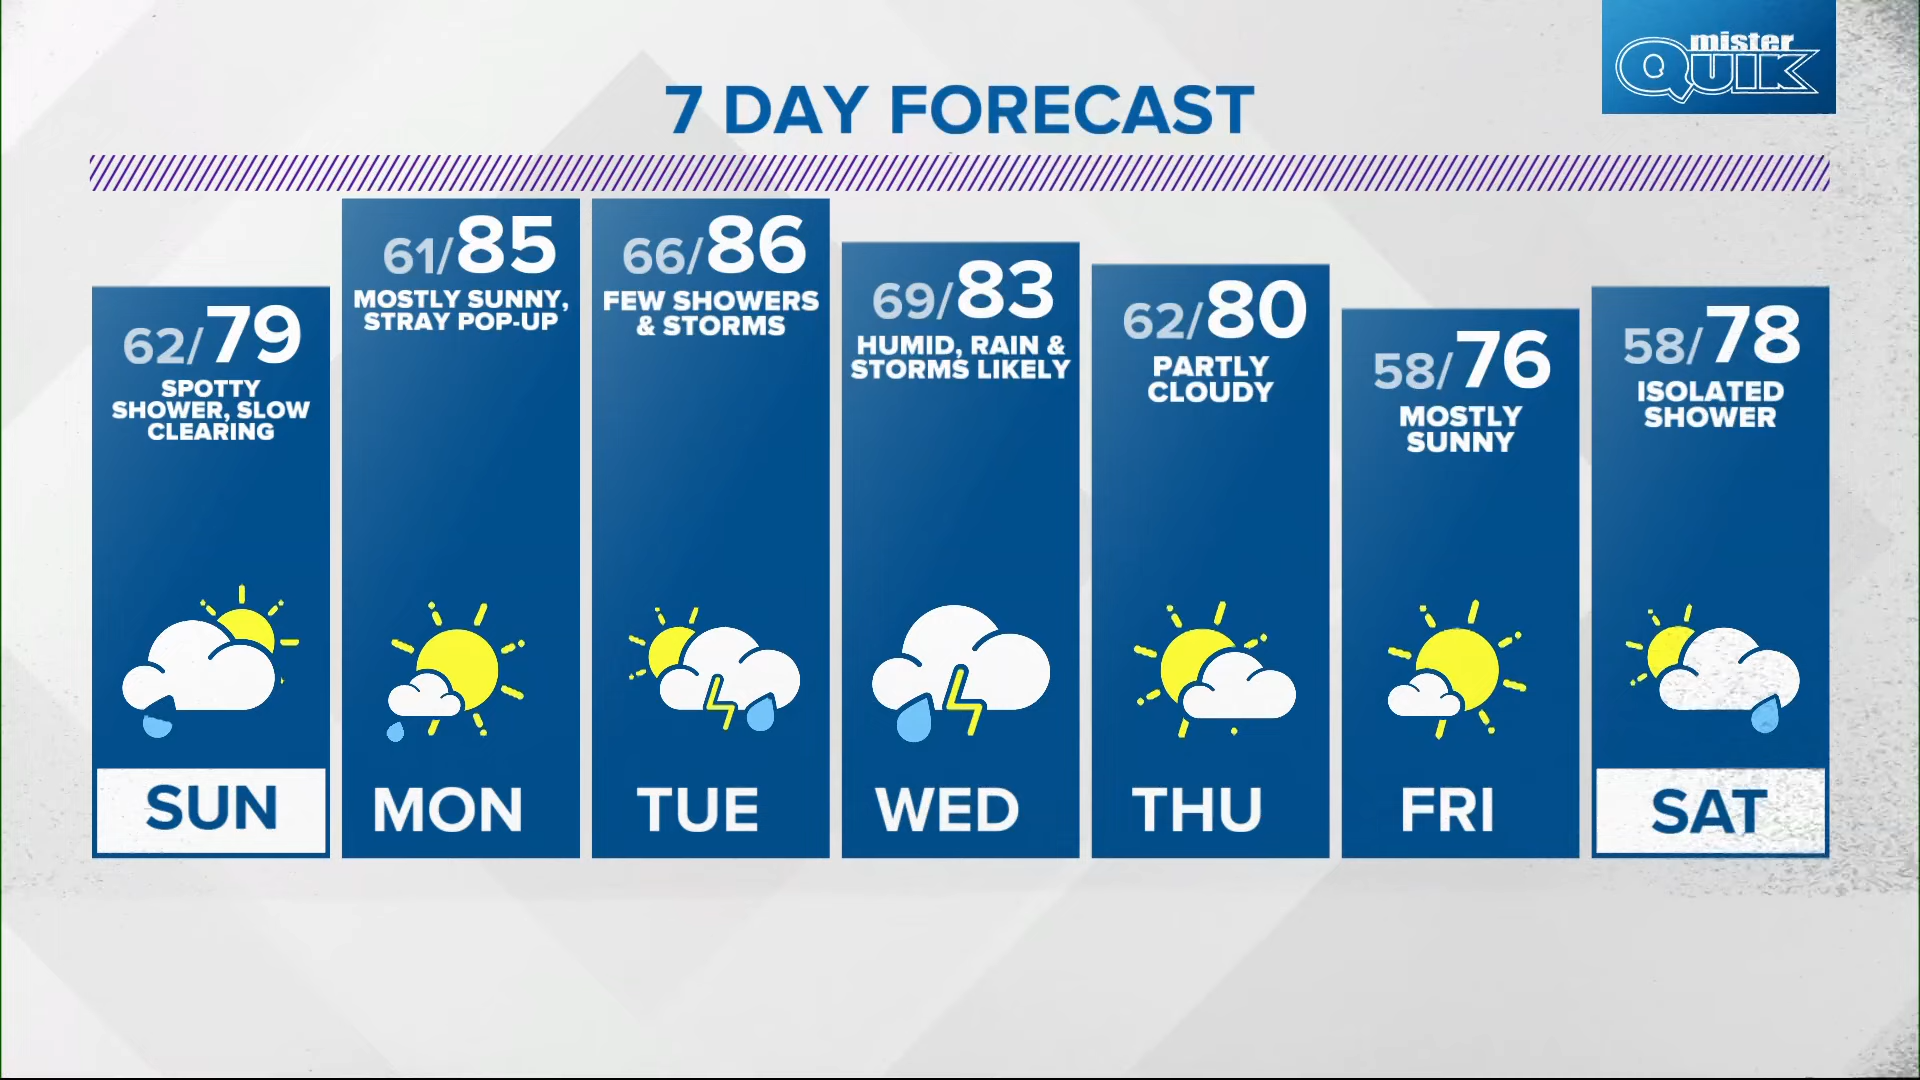 mister
QUIK
7 DAY FORECAST
62/79
SPOTTY
SHOWER, SLOW
CLEARING
SUN
61/85
MOSTLY SUNNY,
STRAY POP-UP
MON
66/86
FEW SHOWERS
& STORMS
TUE
69/83
HUMID, RAIN &
STORMS LIKELY
WED
62/80
PARTLY
CLOUDY
THU
58/76
MOSTLY
SUNNY
FRI
58/78
ISOLATED
SHOWER
SAT